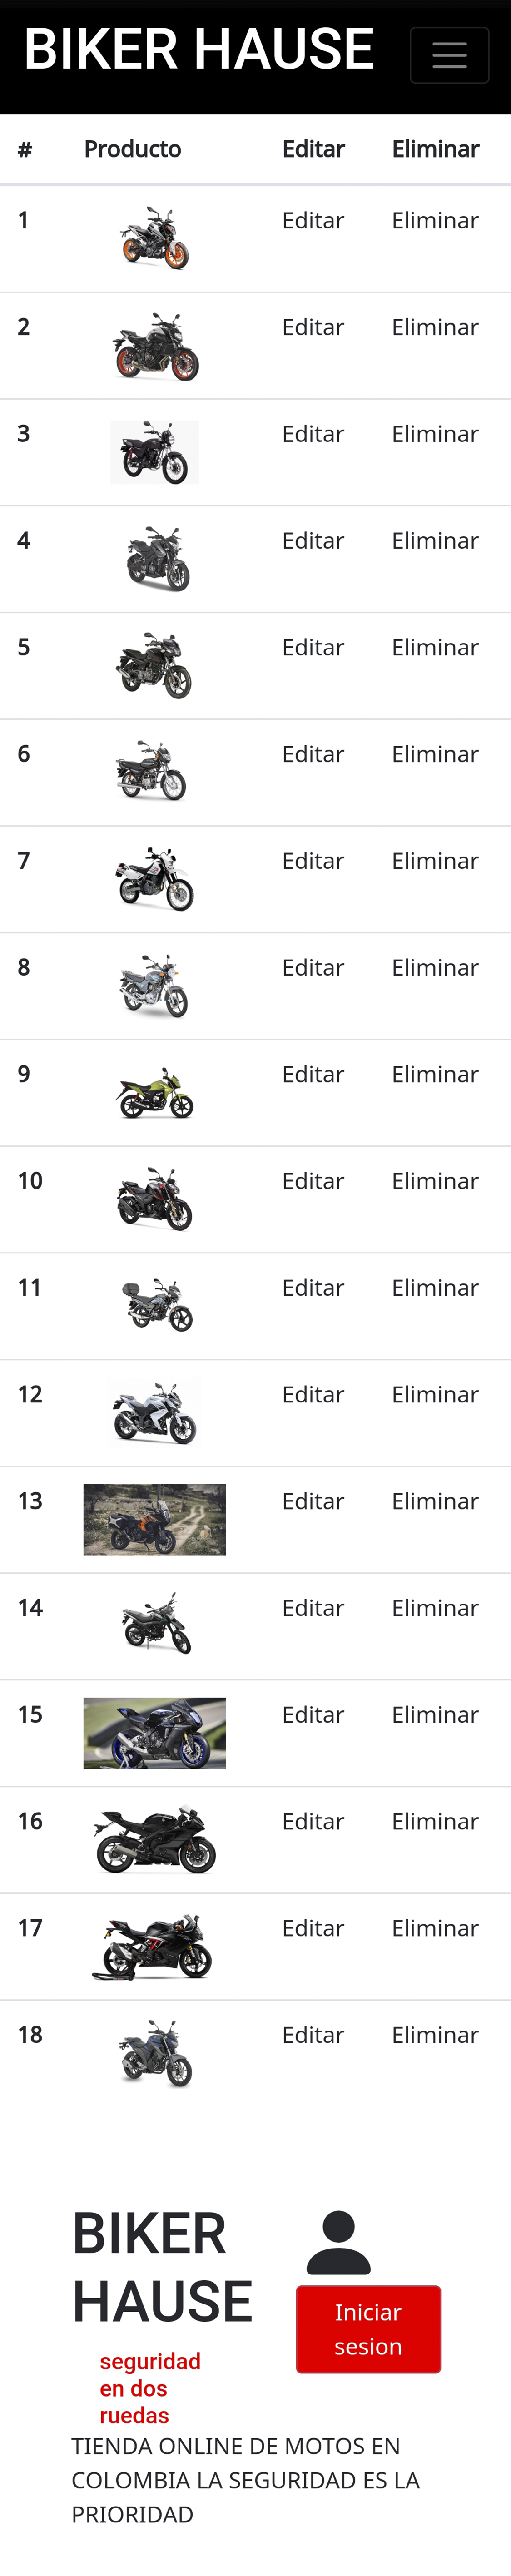 BIKER HAUSE
# Producto Editar Eliminar
1 Editar Eliminar
2 Editar Eliminar
3 Editar Eliminar
4 Editar Eliminar
5 Editar Eliminar
6 Editar Eliminar
7 Editar Eliminar
8 Editar Eliminar
9 Editar Eliminar
10 Editar Eliminar
11 Editar Eliminar
12 Editar Eliminar
13 Editar Eliminar
14 Editar Eliminar
15 Editar Eliminar
16 Editar Eliminar
17 Editar Eliminar
18 Editar Eliminar
BIKER
HAUSE
seguridad
en dos
ruedas
Iniciar
sesion
TIENDA ONLINE DE MOTOS EN
COLOMBIA LA SEGURIDAD ES LA
PRIORIDAD